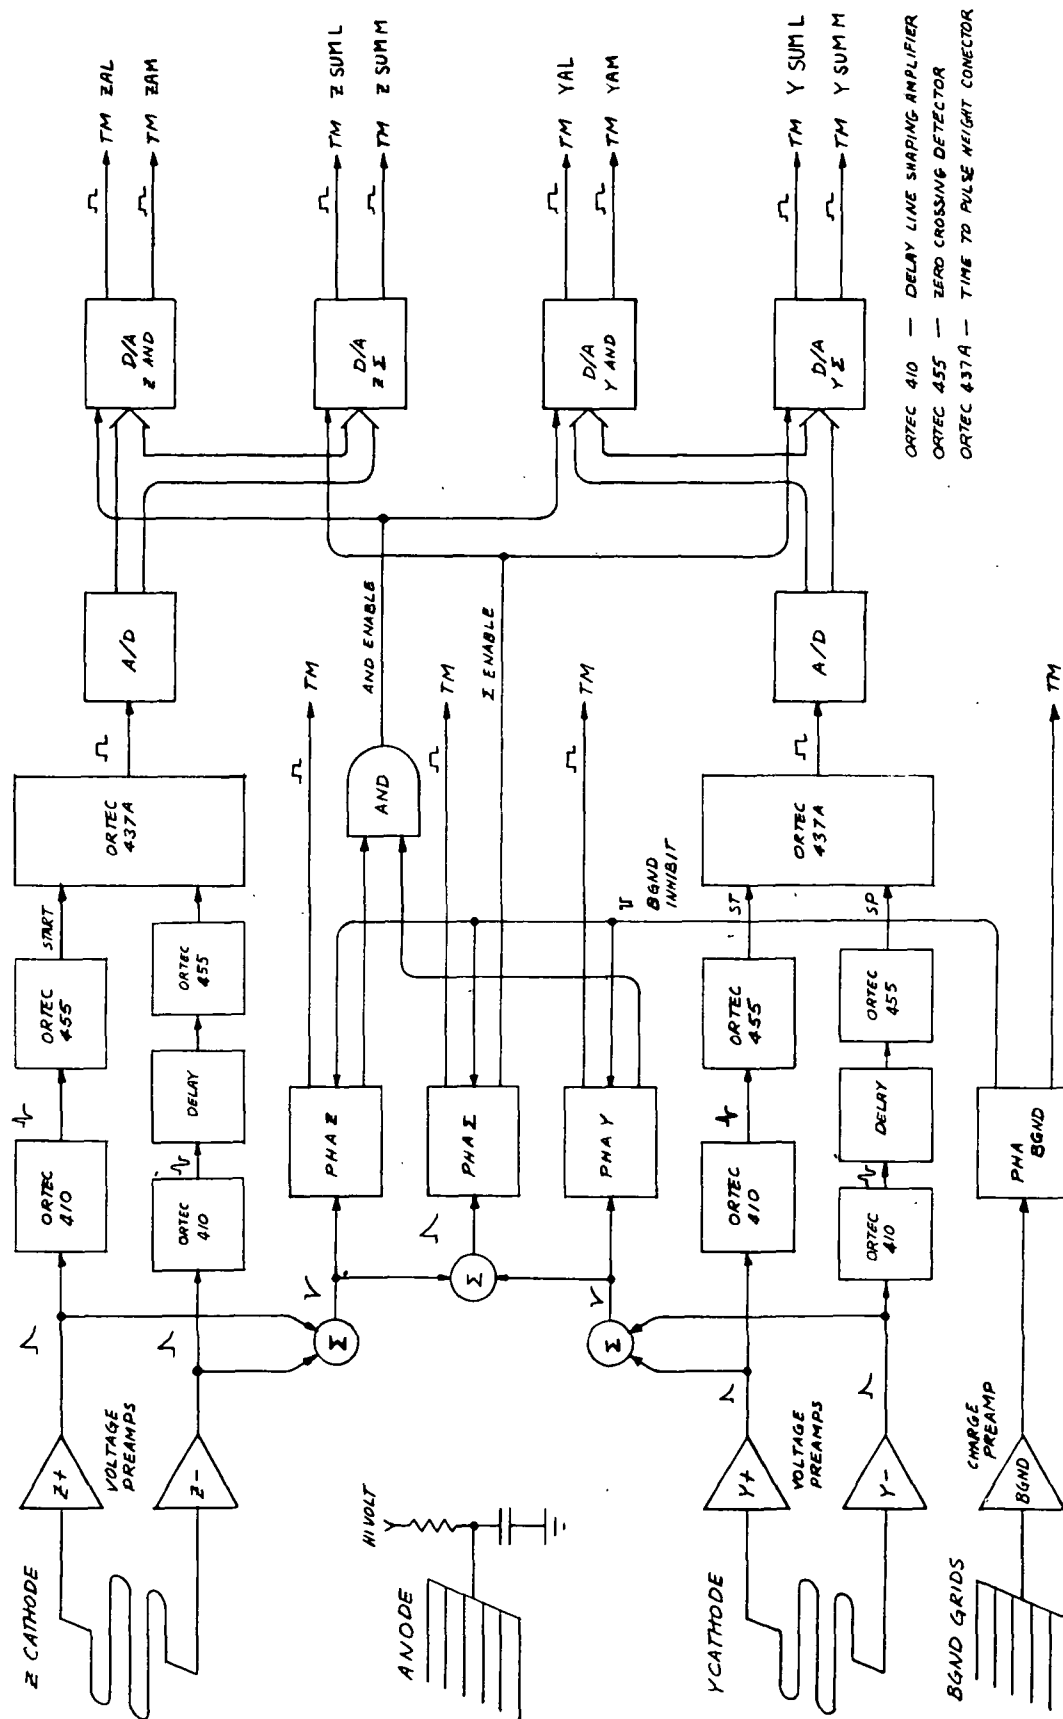 Z CATHODE
Z+
VOLTAGE
PREAMPS
Z-
ORTEC
410
ORTEC
455
START
ORTEC
437A
A/D
D/A
Z AND
TM ZAL
TM ZAM
ORTEC
410
DELAY
ORTEC
455
Σ
PHA Z
TM
D/A
Z Σ
TM Z SUM L
TM Z SUM M
HI VOLT
ANODE
Σ
PHA Σ
AND
AND ENABLE
TM
Σ ENABLE
Σ
PHA Y
BGND
INHIBIT
TM
D/A
Y AND
TM YAL
TM YAM
Y CATHODE
Y+
VOLTAGE
PREAMPS
Y-
ORTEC
410
ORTEC
455
ST
ORTEC
437A
A/D
D/A
Y Σ
TM Y SUM L
TM Y SUM M
ORTEC
410
DELAY
ORTEC
455
SP
BGND GRIDS
BGND
CHARGE
PREAMP
PHA
BGND
TM
ORTEC 410 — DELAY LINE SHAPING AMPLIFIER
ORTEC 455 — ZERO CROSSING DETECTOR
ORTEC 437A — TIME TO PULSE HEIGHT CONECTOR